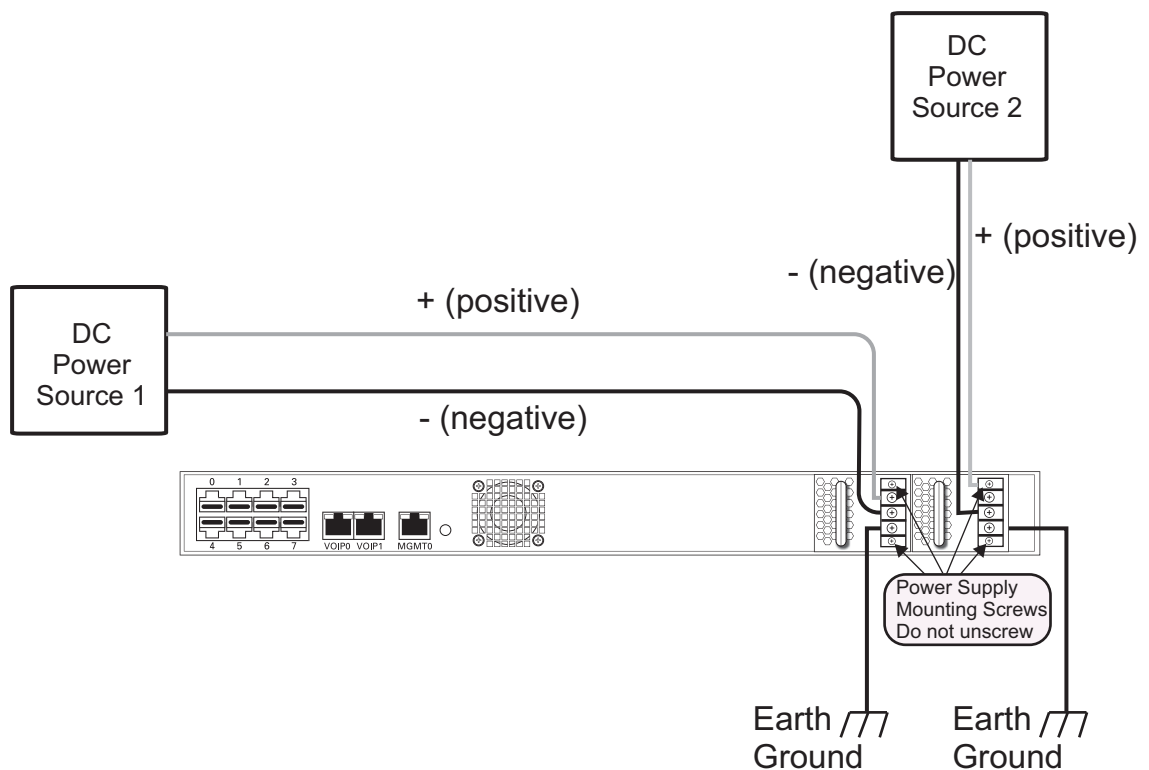 DC
Power
Source 2
+ (positive)
- (negative)
+ (positive)
DC
Power
Source 1
- (negative)
0 1 2 3
4 5 6 7
VOIP0 VOIP1 MGMT0
Power Supply
Mounting Screws
Do not unscrew
Earth
Ground
Earth
Ground